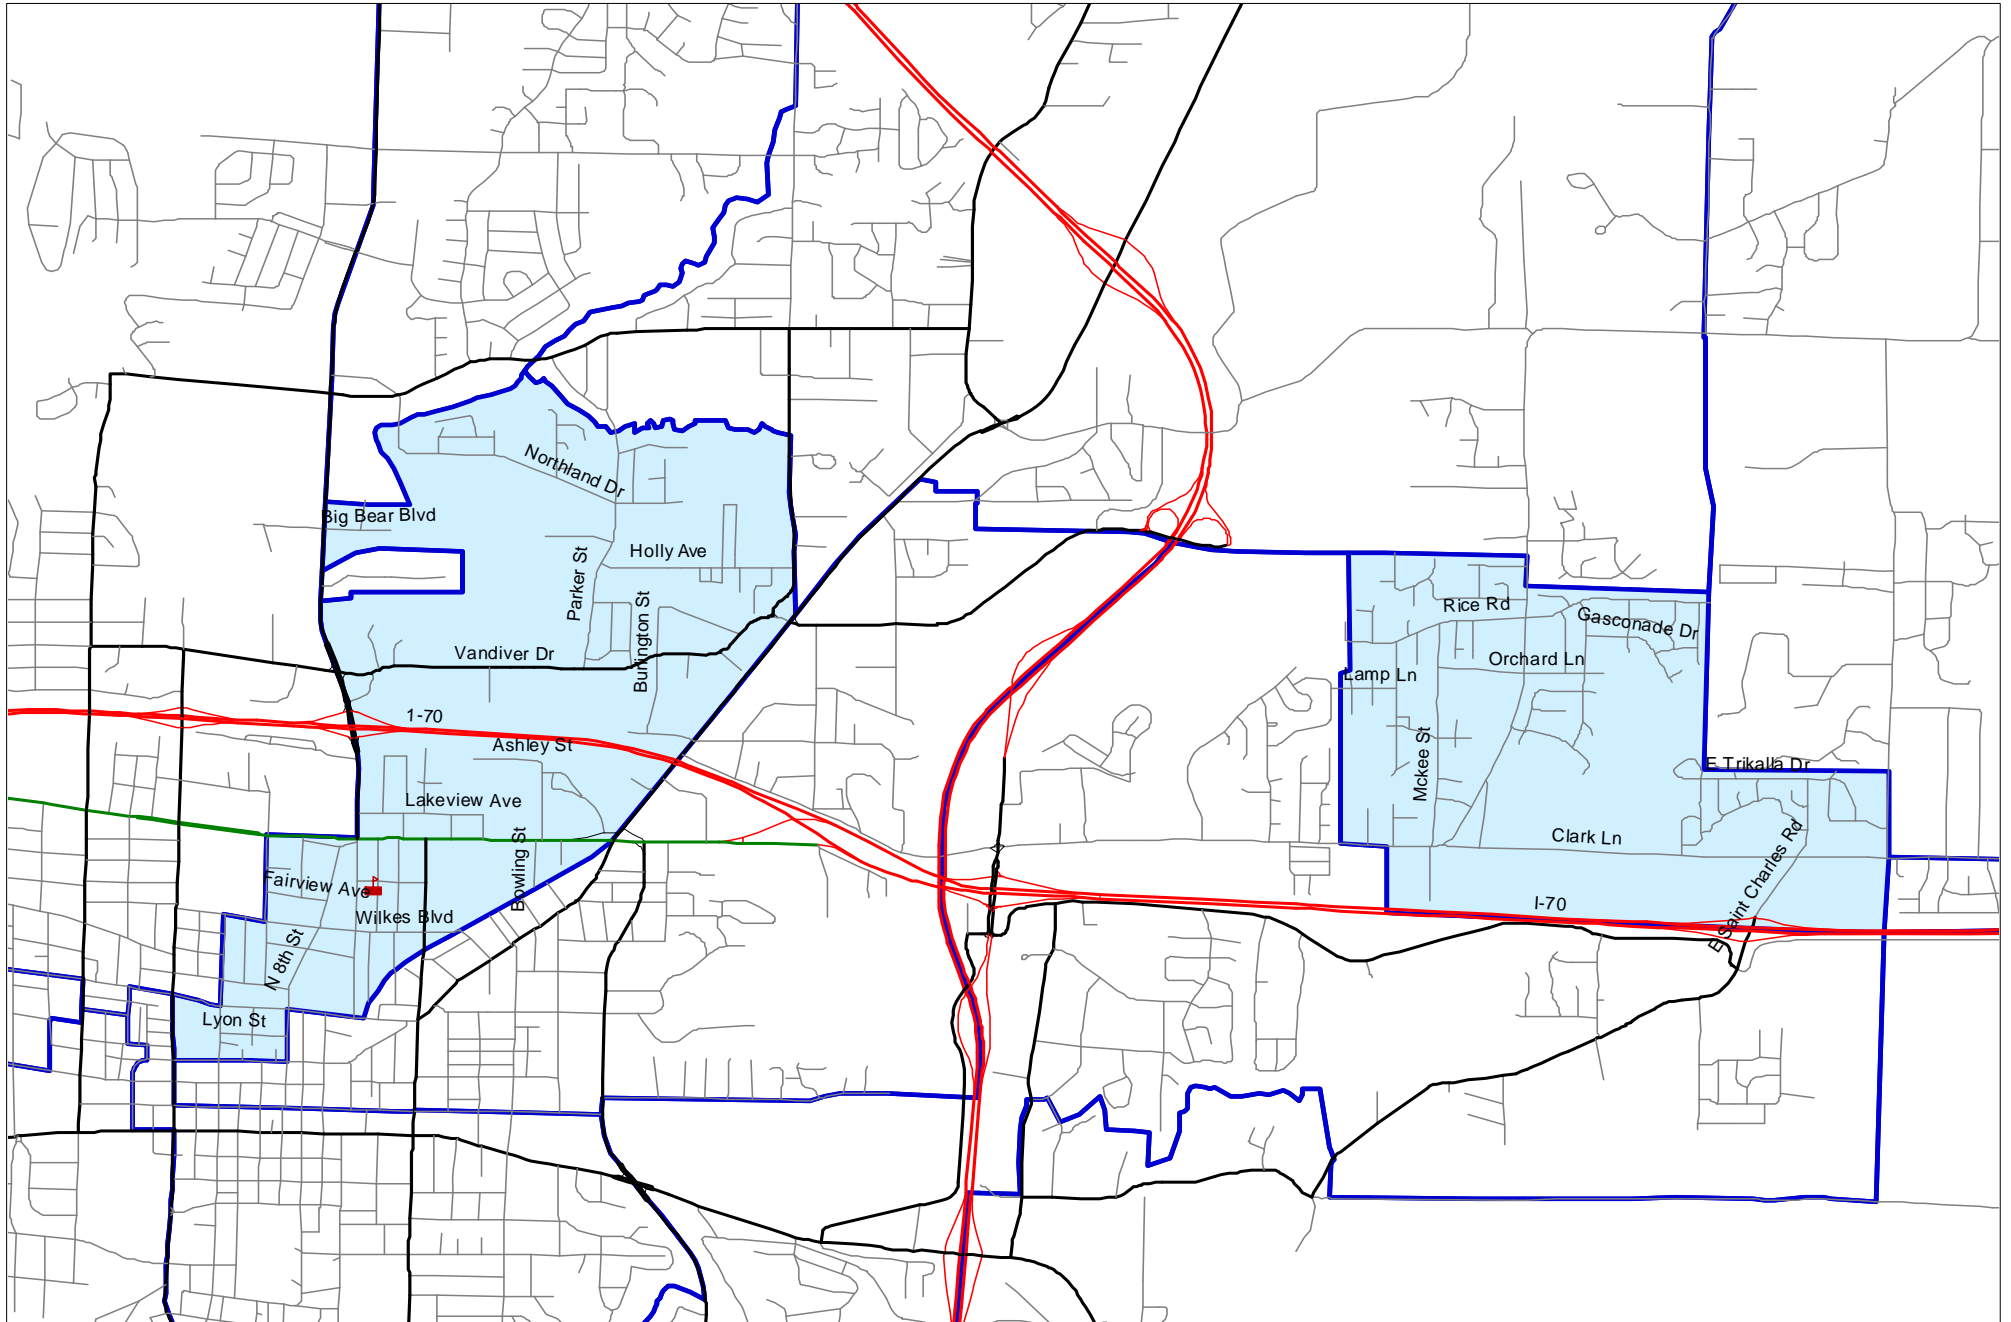 Northland Dr
Big Bear Blvd
Holly Ave
Parker St
Burlington St
Vandiver Dr
1-70
Ashley St
Lakeview Ave
Bowling St
Fairview Ave
Wilkes Blvd
N 8th St
Lyon St
Rice Rd
Gasconade Dr
Orchard Ln
Lamp Ln
Mckee St
E Trikalla Dr
Clark Ln
E Saint Charles Rd
I-70